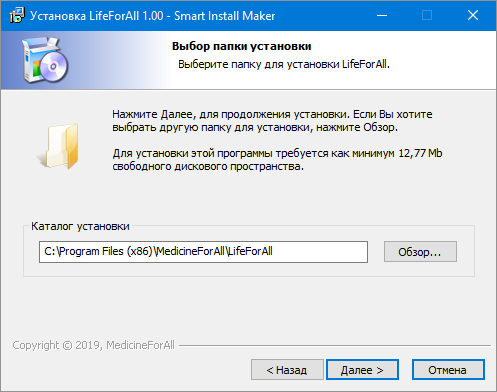 Установка LifeForAll 1.00 - Smart Install Maker
Выбор папки установки
Выберите папку для установки LifeForAll.
Нажмите Далее, для продолжения установки. Если Вы хотите
выбрать другую папку для установки, нажмите Обзор.
Для установки этой программы требуется как минимум 12,77 Mb
свободного дискового пространства.
Каталог установки
C:\Program Files (x86)\MedicineForAll\LifeForAll
Обзор...
Copyright © 2019, MedicineForAll
< Назад
Далее >
Отмена